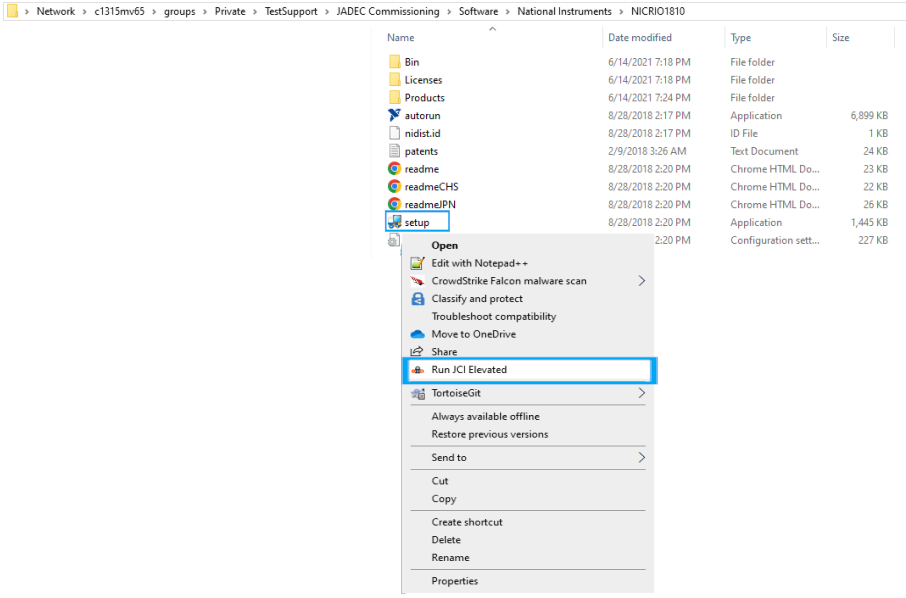 Network › c1315mv65 › groups › Private › TestSupport › JADEC Commissioning › Software › National Instruments › NICRIO1810
Name Date modified Type Size
Bin 6/14/2021 7:18 PM File folder
Licenses 6/14/2021 7:18 PM File folder
Products 6/14/2021 7:24 PM File folder
autorun 8/28/2018 2:17 PM Application 6,899 KB
nidist.id 8/28/2018 2:17 PM ID File 1 KB
patents 2/9/2018 3:26 AM Text Document 24 KB
readme 8/28/2018 2:20 PM Chrome HTML Do... 23 KB
readmeCHS 8/28/2018 2:20 PM Chrome HTML Do... 22 KB
readmeJPN 8/28/2018 2:20 PM Chrome HTML Do... 26 KB
setup 8/28/2018 2:20 PM Application 1,445 KB
2:20 PM Configuration sett... 227 KB
Open
Edit with Notepad++
CrowdStrike Falcon malware scan
Classify and protect
Troubleshoot compatibility
Move to OneDrive
Share
Run JCI Elevated
TortoiseGit
Always available offline
Restore previous versions
Send to
Cut
Copy
Create shortcut
Delete
Rename
Properties